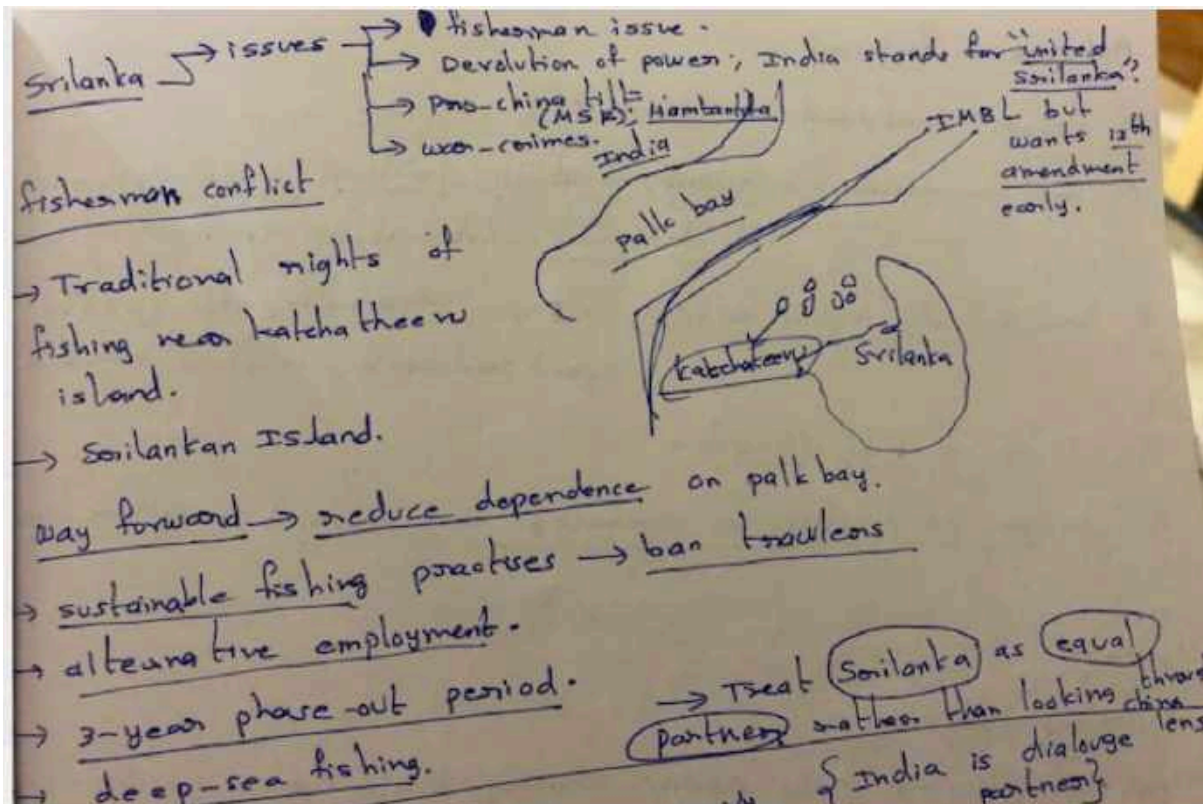 Srilanka → issues → fisherman issue.
→ Devolution of power; India stands for "united
Srilanka"?
→ pro-china tilt
(MSR); Hambantota
→ war-crimes.
IMBL but
wants 13th
amendment
early.
India
palk bay
katchateevu
Srilanka
fisherman conflict
→ Traditional rights of
fishing near katchatheevu
island.
→ Srilankan Island.
way forward → reduce dependence on palk bay.
→ sustainable fishing practises → ban trawlers
→ alternative employment.
→ 3-year phase-out period.
→ deep-sea fishing.
→ Treat Srilanka as equal
partner rather than looking through
china lens
{ India is dialouge
partner}